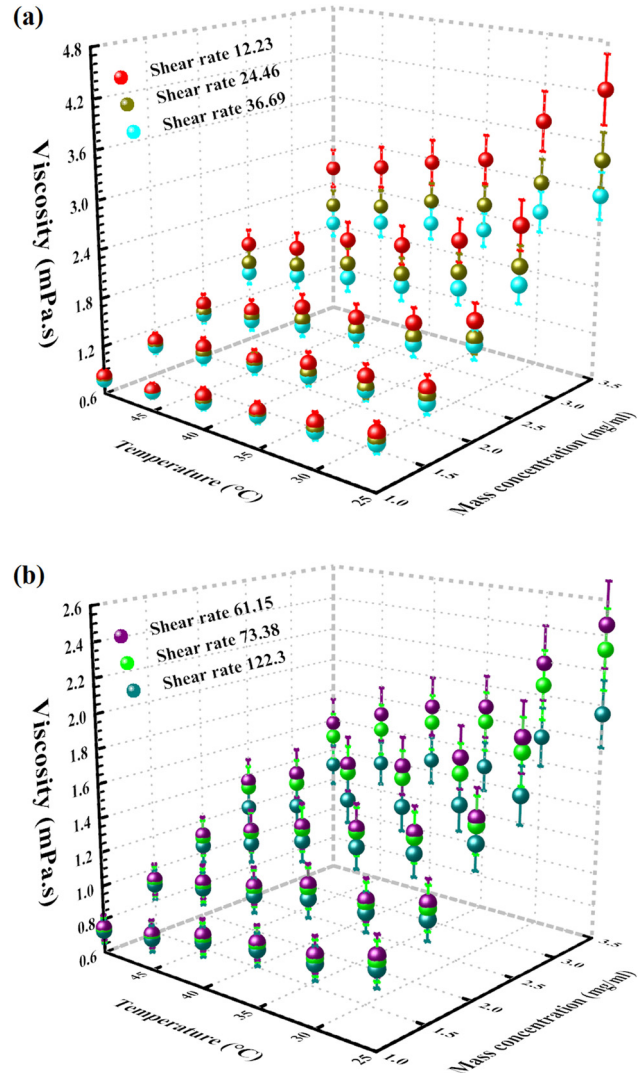 (a)
4.8
4.2
3.6
3.0
2.4
1.8
1.2
0.6
Viscosity (mPa.s)
Shear rate 12.23
Shear rate 24.46
Shear rate 36.69
45
40
35
30
25
Temperature (°C)
1.0
1.5
2.0
2.5
3.0
3.5
Mass concentration (mg/ml)
(b)
2.6
2.4
2.2
2.0
1.8
1.6
1.4
1.2
1.0
0.8
0.6
Viscosity (mPa.s)
Shear rate 61.15
Shear rate 73.38
Shear rate 122.3
45
40
35
30
25
Temperature (°C)
1.0
1.5
2.0
2.5
3.0
3.5
Mass concentration (mg/ml)